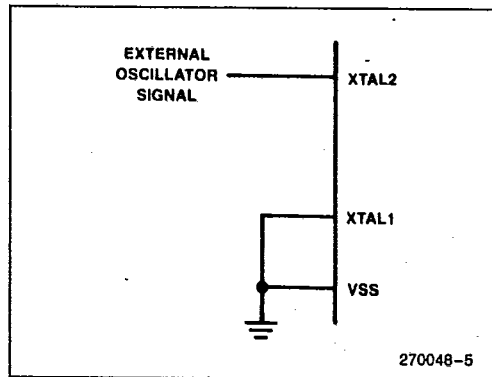 EXTERNAL
OSCILLATOR
SIGNAL
XTAL2
XTAL1
VSS
270048-5